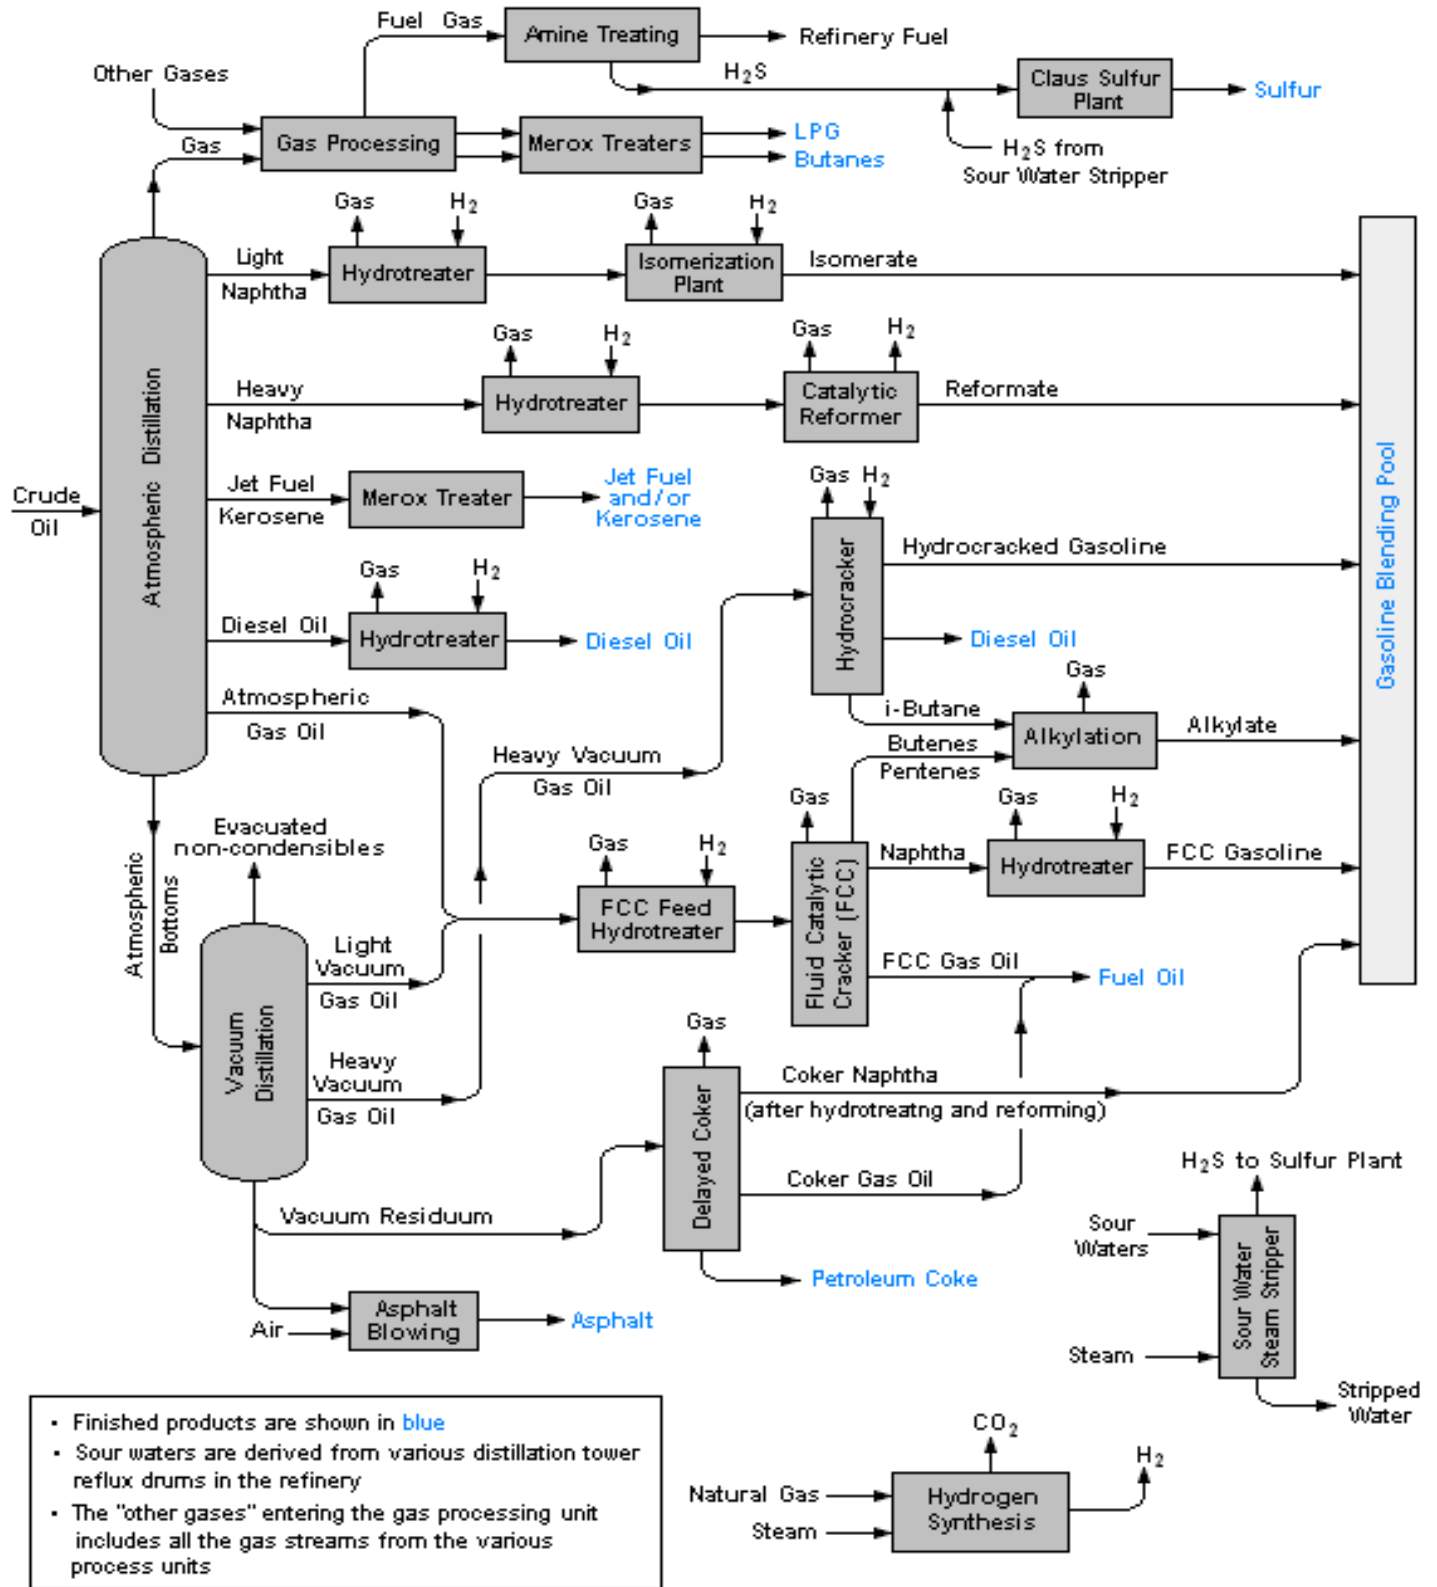 Fuel Gas
Amine Treating
Refinery Fuel
Other Gases
H2S
Claus Sulfur
Plant
Sulfur
Gas
Gas Processing
Merox Treaters
LPG
Butanes
H2S from
Sour Water Stripper
Gas
H2
Gas
H2
Light
Naphtha
Hydrotreater
Isomerization
Plant
Isomerate
Gas
H2
Gas
H2
Heavy
Naphtha
Hydrotreater
Catalytic
Reformer
Reformate
Atmospheric Distillation
Crude
Oil
Jet Fuel
Kerosene
Merox Treater
Jet Fuel
and/or
Kerosene
Gas
H2
Hydrocracker
Hydrocracked Gasoline
Gasoline Blending Pool
Gas
H2
Diesel Oil
Hydrotreater
Diesel Oil
Diesel Oil
Atmospheric
Gas Oil
i-Butane
Gas
Alkylation
Alkylate
Butenes
Pentenes
Heavy Vacuum
Gas Oil
Evacuated
non-condensibles
Atmospheric
Bottoms
Gas
H2
FCC Feed
Hydrotreater
Gas
Fluid Catalytic
Cracker (FCC)
Naphtha
Gas
H2
Hydrotreater
FCC Gasoline
Light
Vacuum
Gas Oil
FCC Gas Oil
Fuel Oil
Vacuum
Distillation
Heavy
Vacuum
Gas Oil
Gas
Delayed Coker
Coker Naphtha
(after hydrotreatng and reforming)
Coker Gas Oil
Vacuum Residuum
Petroleum Coke
Air
Asphalt
Blowing
Asphalt
H2S to Sulfur Plant
Sour
Waters
Sour Water
Steam Stripper
Steam
Stripped
Water
• Finished products are shown in blue
• Sour waters are derived from various distillation tower
reflux drums in the refinery
• The "other gases" entering the gas processing unit
includes all the gas streams from the various
process units
CO2
H2
Natural Gas
Steam
Hydrogen
Synthesis